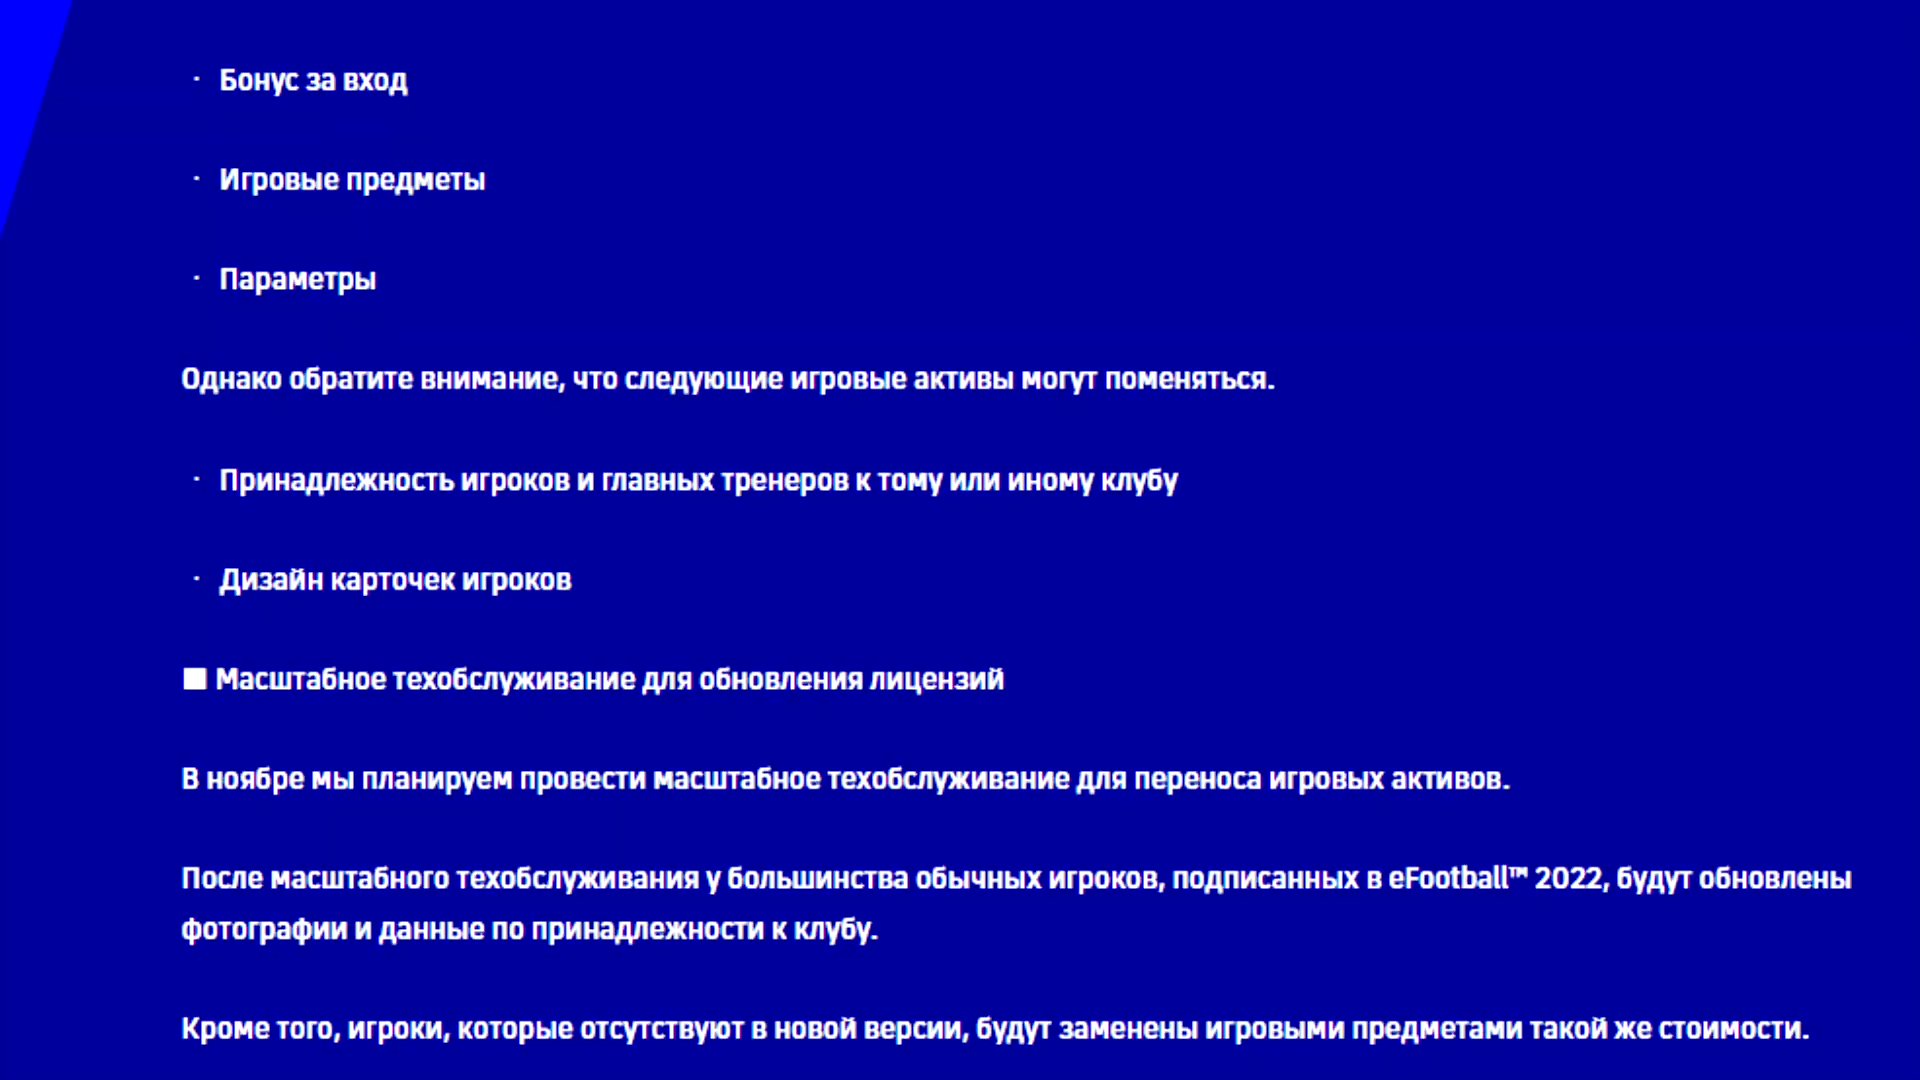 · Бонус за вход
· Игровые предметы
· Параметры
Однако обратите внимание, что следующие игровые активы могут поменяться.
· Принадлежность игроков и главных тренеров к тому или иному клубу
· Дизайн карточек игроков
■ Масштабное техобслуживание для обновления лицензий
В ноябре мы планируем провести масштабное техобслуживание для переноса игровых активов.
После масштабного техобслуживания у большинства обычных игроков, подписанных в eFootball™ 2022, будут обновлены
фотографии и данные по принадлежности к клубу.
Кроме того, игроки, которые отсутствуют в новой версии, будут заменены игровыми предметами такой же стоимости.